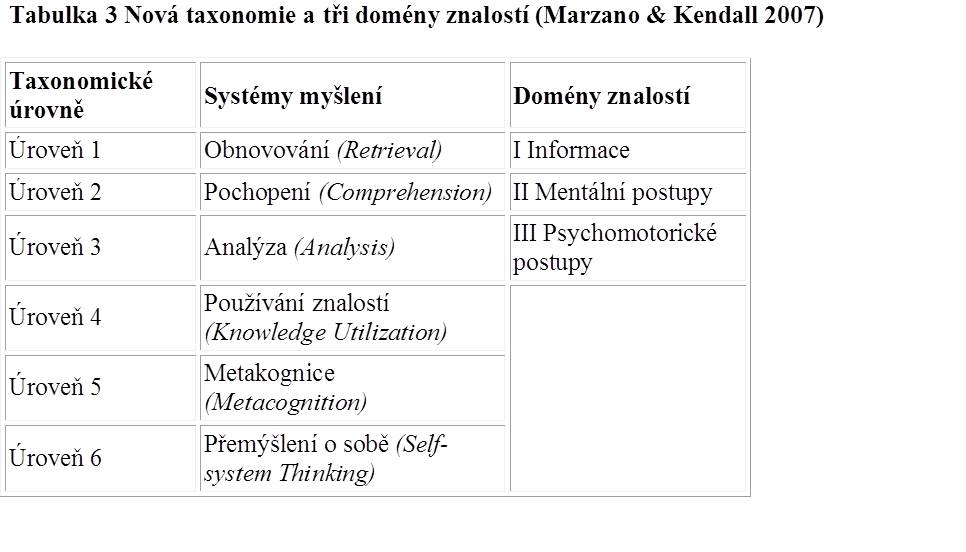 Tabulka 3 Nová taxonomie a tři domény znalostí (Marzano & Kendall 2007)
Taxonomické
úrovně
Systémy myšlení
Domény znalostí
Úroveň 1
Obnovování (Retrieval)
I Informace
Úroveň 2
Pochopení (Comprehension)
II Mentální postupy
Úroveň 3
Analýza (Analysis)
III Psychomotorické
postupy
Úroveň 4
Používání znalostí
(Knowledge Utilization)
Úroveň 5
Metakognice
(Metacognition)
Úroveň 6
Přemýšlení o sobě (Self-
system Thinking)